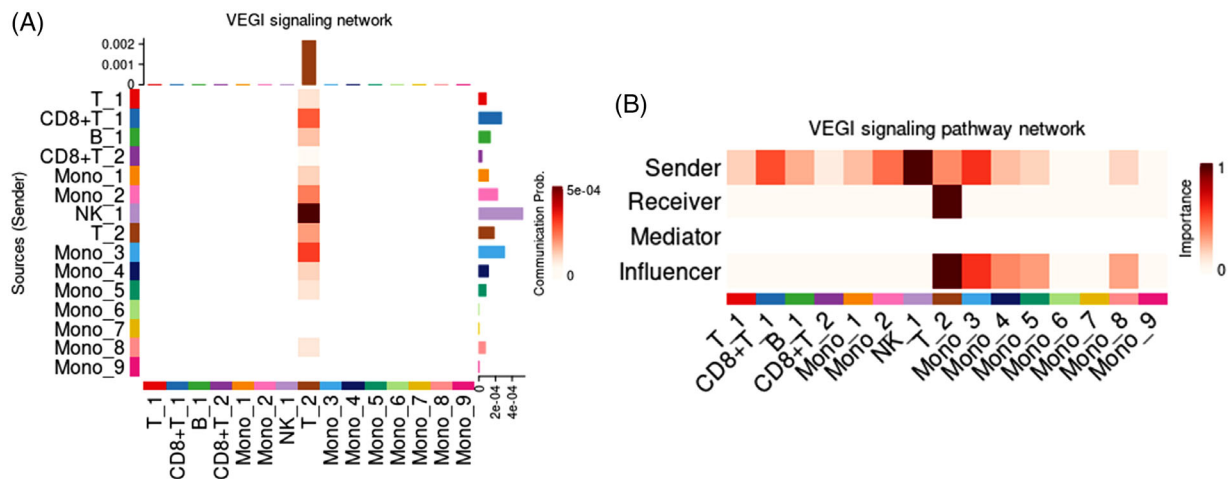 (A)
VEGI signaling network
0.002
0.001
0
Sources (Sender)
T_1
CD8+T_1
B_1
CD8+T_2
Mono_1
Mono_2
NK_1
T_2
Mono_3
Mono_4
Mono_5
Mono_6
Mono_7
Mono_8
Mono_9
T_1
CD8+T_1
B_1
CD8+T_2
Mono_1
Mono_2
NK_1
T_2
Mono_3
Mono_4
Mono_5
Mono_6
Mono_7
Mono_8
Mono_9
0
2e-04
4e-04
Communication Prob.
5e-04
0
(B)
VEGI signaling pathway network
Sender
Receiver
Mediator
Influencer
T_1
CD8+T_1
B_1
CD8+T_2
Mono_1
Mono_2
NK_1
T_2
Mono_3
Mono_4
Mono_5
Mono_6
Mono_7
Mono_8
Mono_9
Importance
1
0